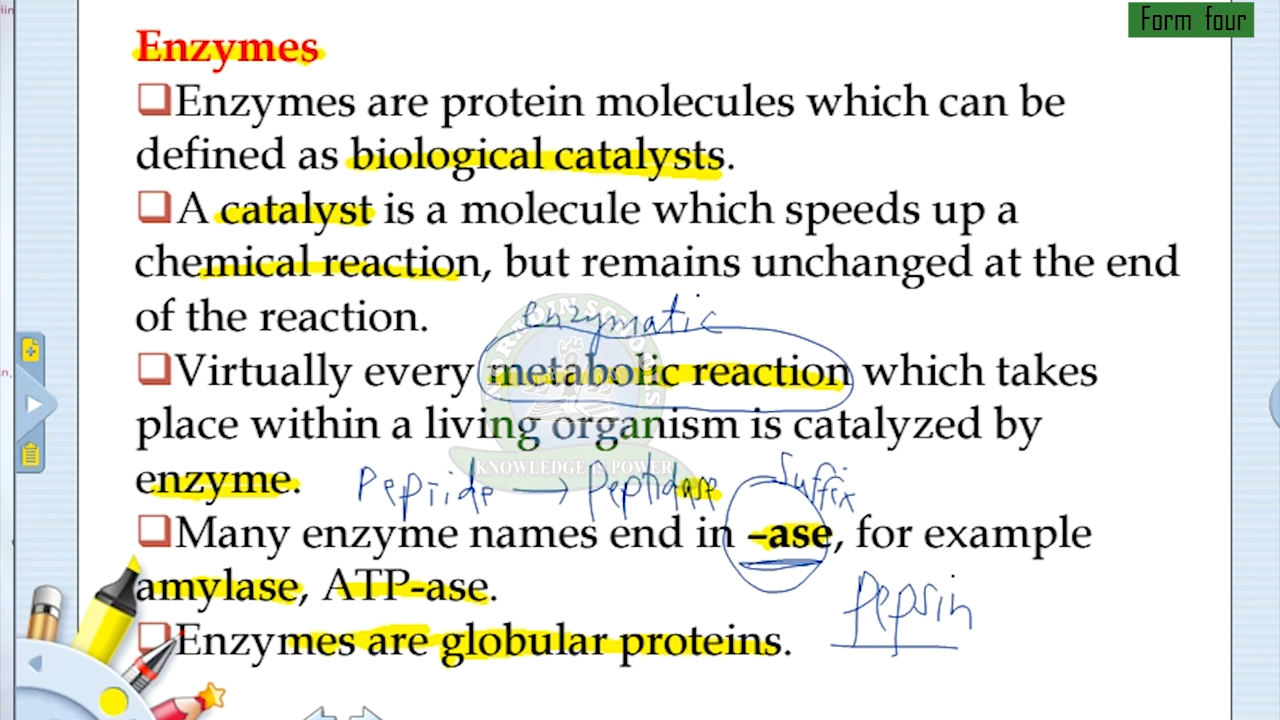 Form four
Enzymes
❑Enzymes are protein molecules which can be
defined as biological catalysts.
❑A catalyst is a molecule which speeds up a
chemical reaction, but remains unchanged at the end
of the reaction.
enzymatic
❑Virtually every metabolic reaction which takes
place within a living organism is catalyzed by
enzyme.
KNOWLEDGE IS POWER
Peptide → Peptidase
Suffix
❑Many enzyme names end in –ase, for example
amylase, ATP-ase.
Pepsin
❑Enzymes are globular proteins.